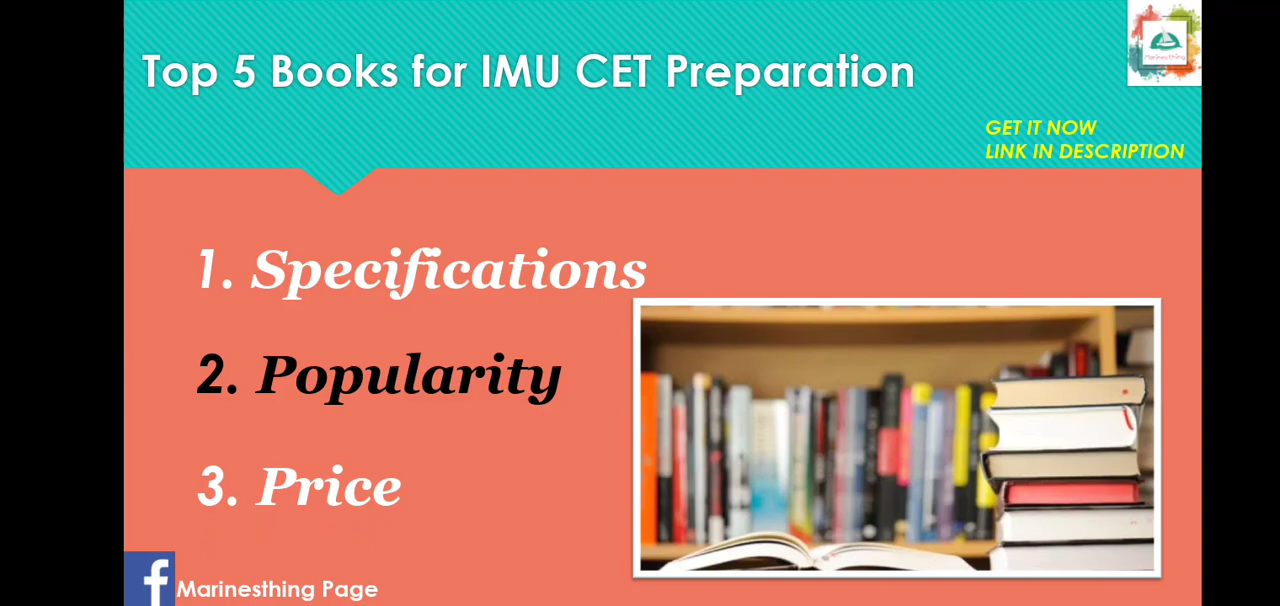 Top 5 Books for IMU CET Preparation
Marinesthing
GET IT NOW
LINK IN DESCRIPTION
1. Specifications
2. Popularity
3. Price
f Marinesthing Page